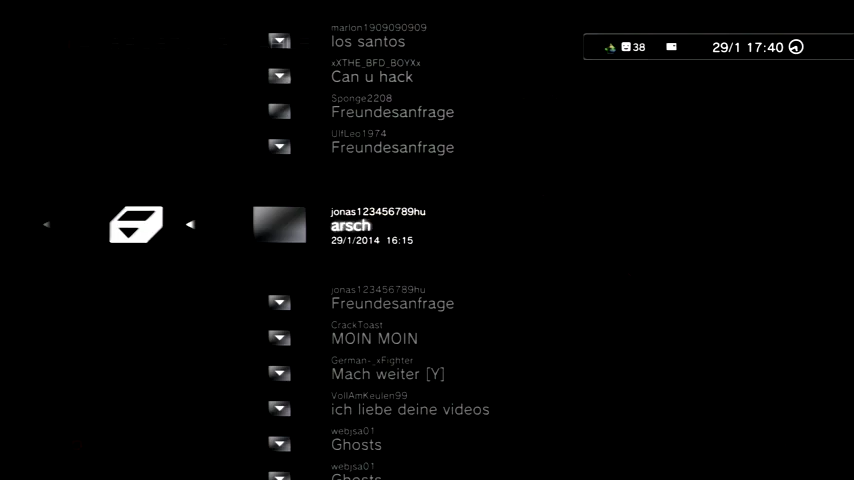 marlon1909090909
los santos
38
29/1 17:40
xXTHE_BFD_BOYXx
Can u hack
Sponge2208
Freundesanfrage
UlfLeo1974
Freundesanfrage
jonas123456789hu
arsch
29/1/2014 16:15
jonas123456789hu
Freundesanfrage
CrackToast
MOIN MOIN
German-_xFighter
Mach weiter [Y]
VollAmKeulen99
ich liebe deine videos
webjsa01
Ghosts
webjsa01
Ghosts